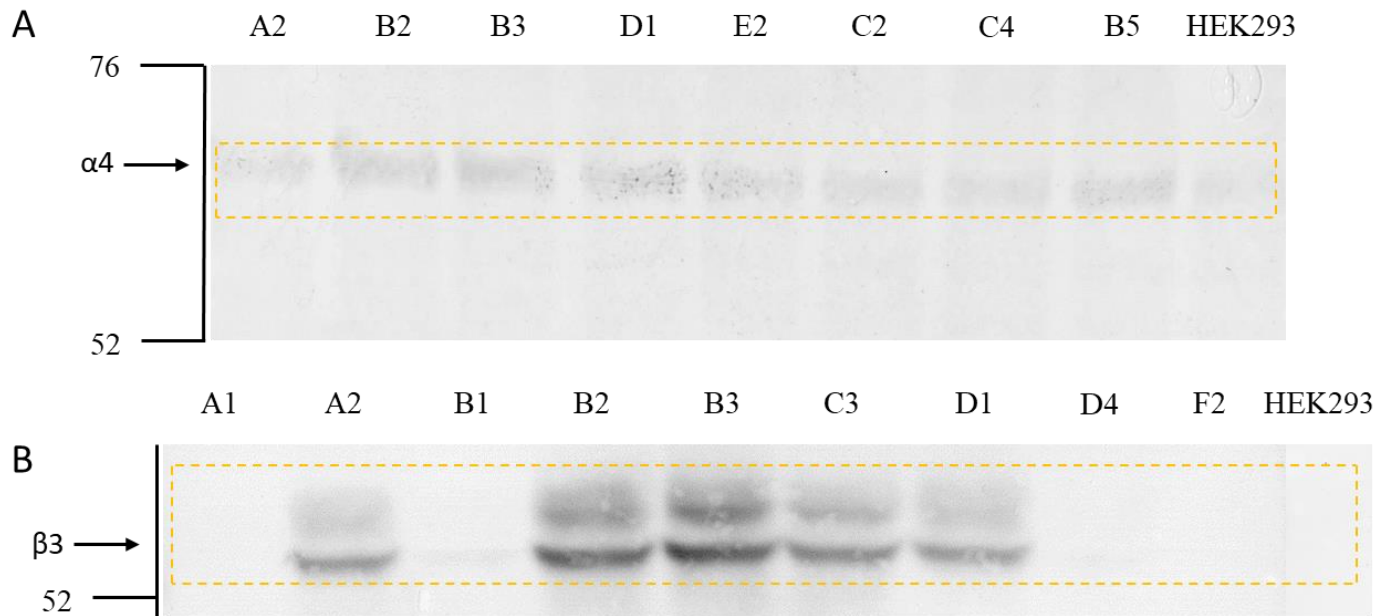 A
A2 B2 B3 D1 E2 C2 C4 B5 HEK293
76
α4
52
A1 A2 B1 B2 B3 C3 D1 D4 F2 HEK293
B
β3
52